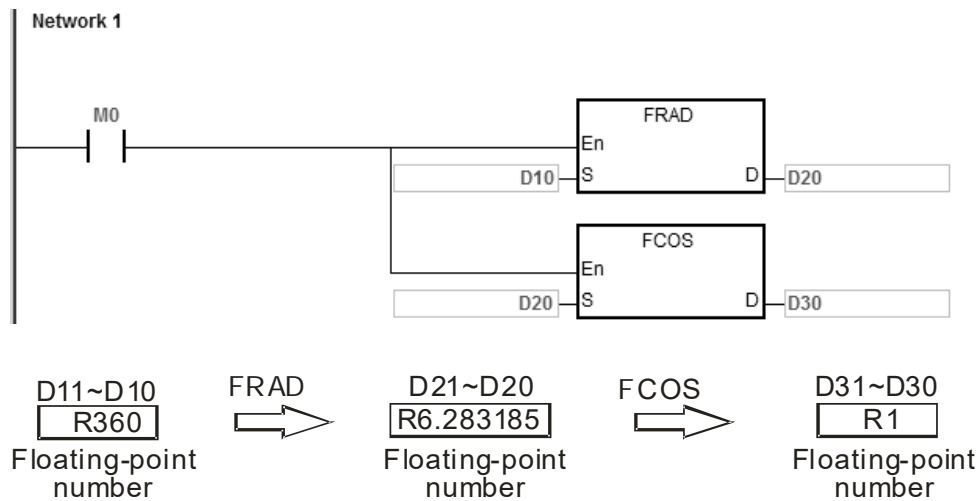 Network 1
M0
FRAD
En
D10 S D D20
FCOS
En
D20 S D D30
D11~D10 FRAD D21~D20 FCOS D31~D30
R360 R6.283185 R1
Floating-point Floating-point Floating-point
number number number